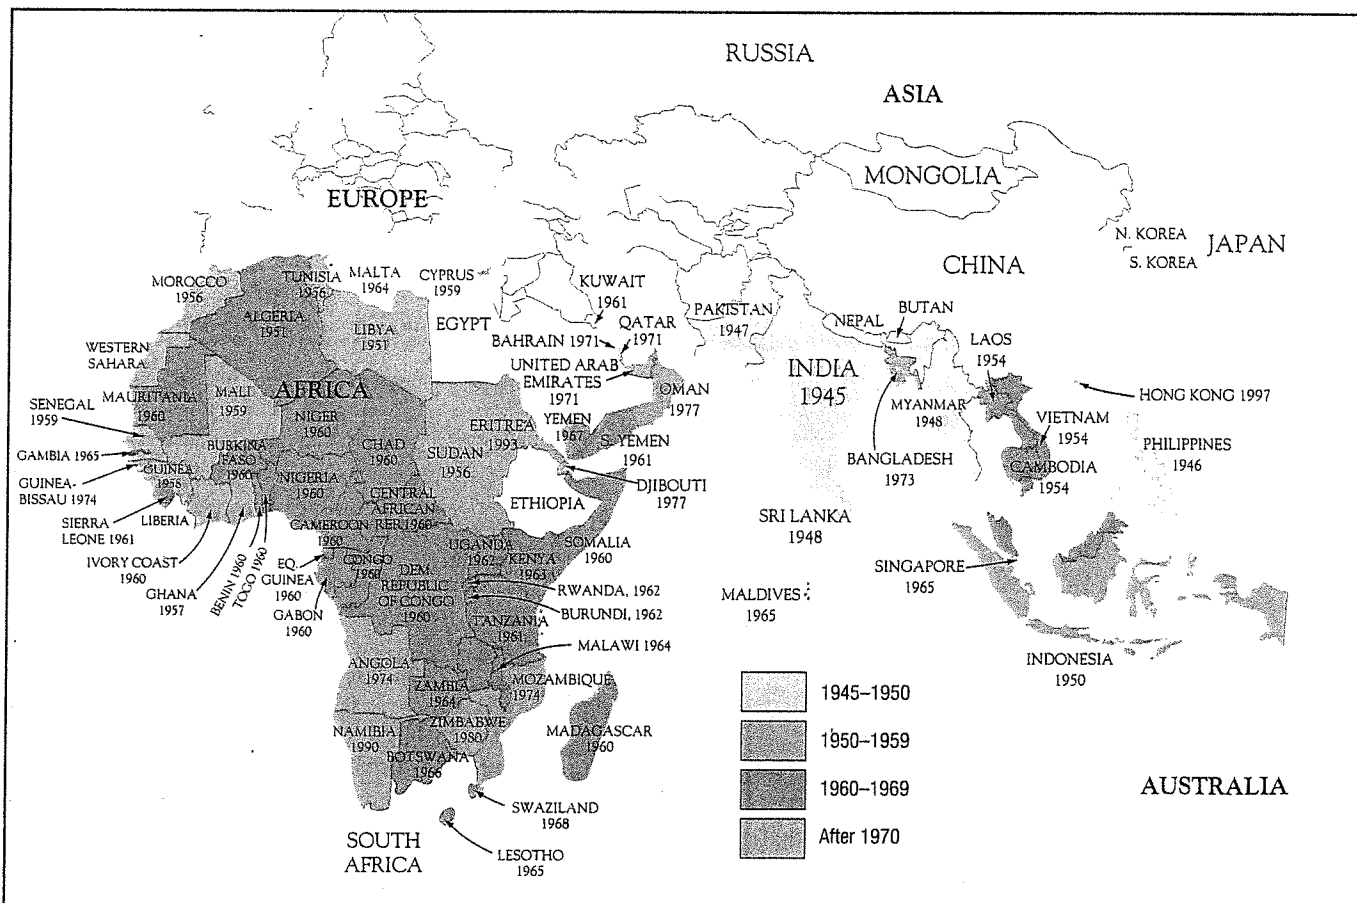 RUSSIA
ASIA
MONGOLIA
EUROPE
N. KOREA
JAPAN
S. KOREA
CHINA
MOROCCO
1956
TUNISIA
1956
MALTA
1964
CYPRUS
1959
KUWAIT
1961
ALGERIA
1951
LIBYA
1951
EGYPT
QATAR
1971
BAHRAIN 1971
PAKISTAN
1947
NEPAL
BUTAN
LAOS
1954
WESTERN
SAHARA
UNITED ARAB
EMIRATES
1971
OMAN
1977
INDIA
1945
HONG KONG 1997
AFRICA
MAURITANIA
1960
MALI
1959
NIGER
1960
CHAD
1960
SUDAN
1956
ERITREA
1993
YEMEN
1967
S. YEMEN
1961
MYANMAR
1948
VIETNAM
1954
PHILIPPINES
1946
SENEGAL
1959
GAMBIA 1965
GUINEA-
BISSAU 1974
GUINEA
1958
BURKINA
FASO
1960
NIGERIA
1960
DJIBOUTI
1977
BANGLADESH
1973
CAMBODIA
1954
ETHIOPIA
SIERRA
LEONE 1961
LIBERIA
IVORY COAST
1960
GHANA
1957
BENIN 1960
TOGO 1960
CAMEROON
1960
CENTRAL
AFRICAN
REP. 1960
SRI LANKA
1948
SOMALIA
1960
UGANDA
1962
KENYA
1963
EQ.
GUINEA
1960
CONGO
1960
GABON
1960
DEM.
REPUBLIC
OF CONGO
1960
RWANDA, 1962
BURUNDI, 1962
TANZANIA
1961
MALDIVES
1965
SINGAPORE
1965
MALAWI 1964
INDONESIA
1950
ANGOLA
1974
ZAMBIA
1964
MOZAMBIQUE
1974
NAMIBIA
1990
ZIMBABWE
1980
BOTSWANA
1966
MADAGASCAR
1960
SWAZILAND
1968
LESOTHO
1965
SOUTH
AFRICA
1945–1950
1950–1959
1960–1969
After 1970
AUSTRALIA